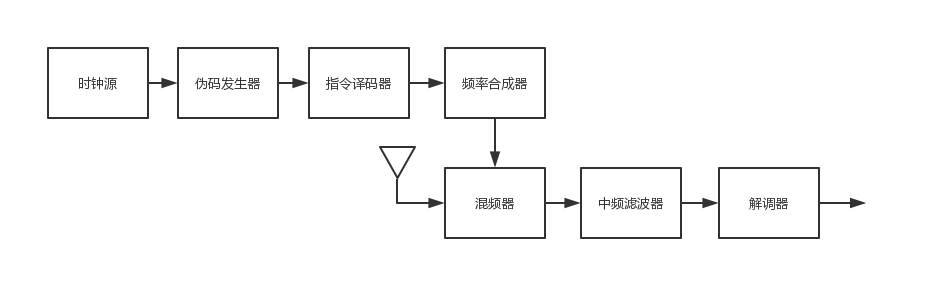 时钟源
伪码发生器
指令译码器
频率合成器
混频器
中频滤波器
解调器